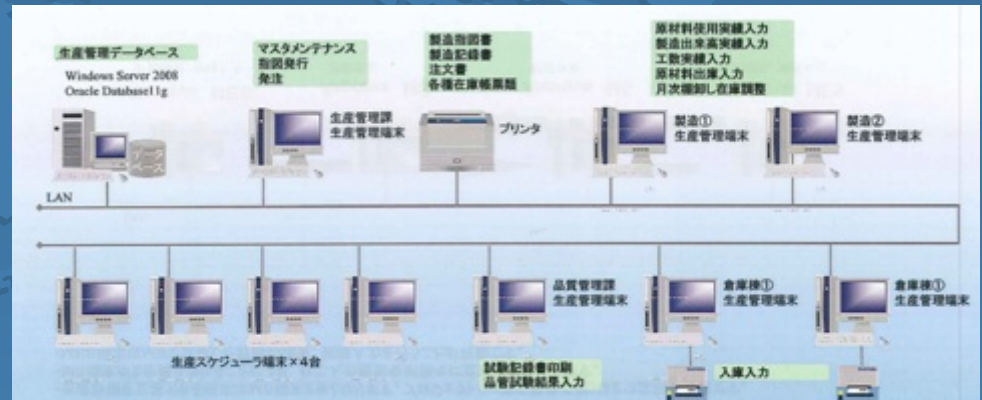 生産管理データベース
Windows Server 2008
Oracle Database11g
データ
ベース
マスタメンテナンス
指図発行
発注
生産管理課
生産管理端末
製造指図書
製造記録書
注文書
各種在庫帳票類
プリンタ
原材料使用実績入力
製造出来高実績入力
工数実績入力
原材料出庫入力
月次棚卸し在庫調整
製造①
生産管理端末
製造②
生産管理端末
LAN
生産スケジューラ端末×4台
品質管理課
生産管理端末
試験記録書印刷
品管試験結果入力
倉庫棟①
生産管理端末
入庫入力
倉庫棟①
生産管理端末